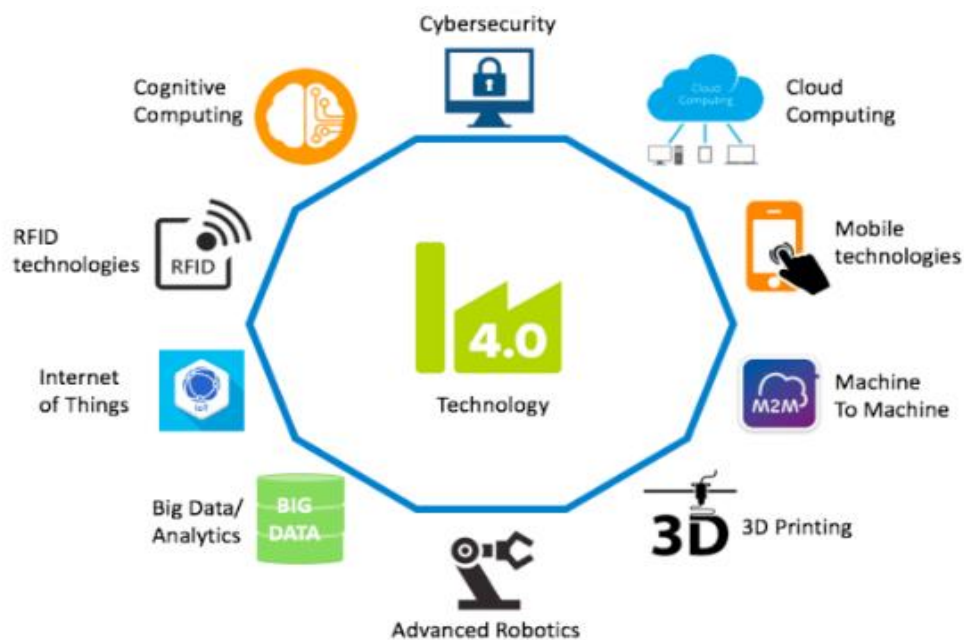 Cybersecurity
Cognitive
Computing
Cloud
Computing
Cloud
Computing
RFID
technologies
RFID
Mobile
technologies
4.0
Technology
Internet
of Things
IoT
M2M
Machine
To Machine
Big Data/
Analytics
BIG
DATA
3D
3D Printing
Advanced Robotics